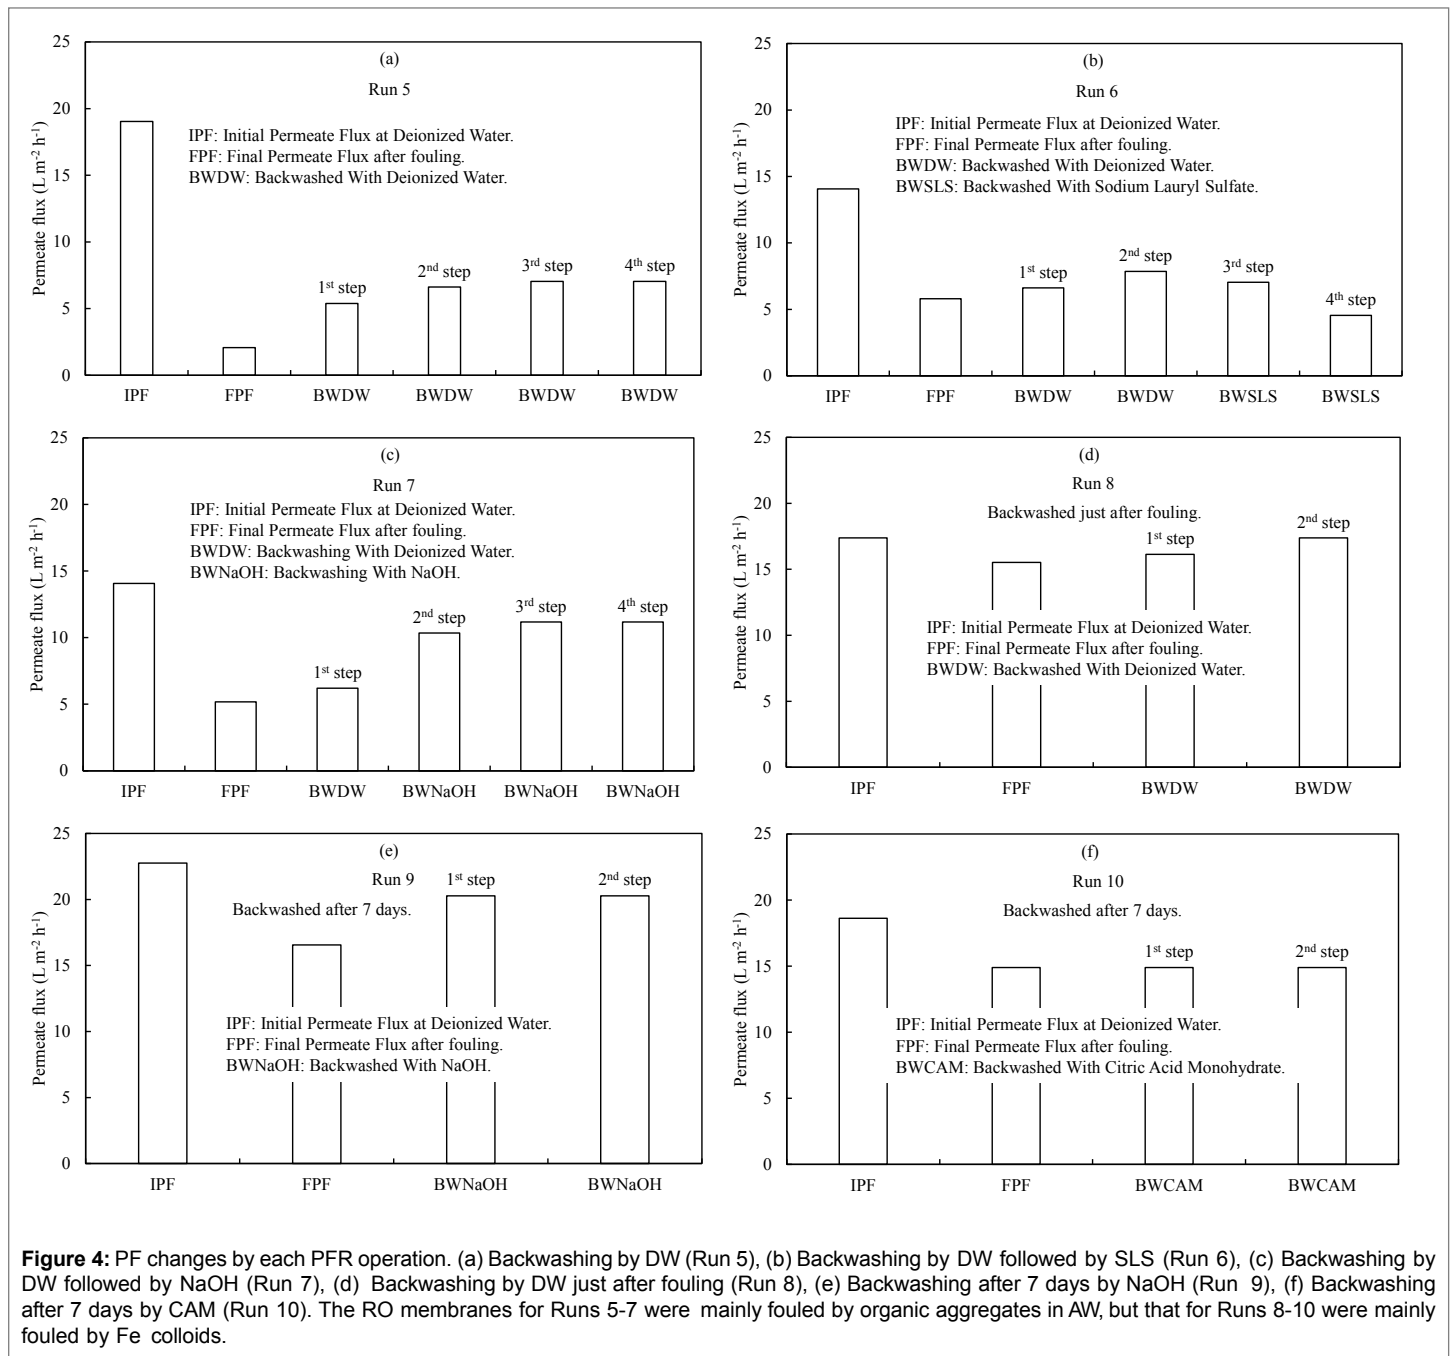 (a)
Run 5
IPF: Initial Permeate Flux at Deionized Water.
FPF: Final Permeate Flux after fouling.
BWDW: Backwashed With Deionized Water.
Permeate flux (L m-2 h-1)
25
20
15
10
5
0
1st step
2nd step
3rd step
4th step
IPF FPF BWDW BWDW BWDW BWDW
(b)
Run 6
IPF: Initial Permeate Flux at Deionized Water.
FPF: Final Permeate Flux after fouling.
BWDW: Backwashed With Deionized Water.
BWSLS: Backwashed With Sodium Lauryl Sulfate.
Permeate flux (L m-2 h-1)
25
20
15
10
5
0
1st step
2nd step
3rd step
4th step
IPF FPF BWDW BWDW BWSLS BWSLS
(c)
Run 7
IPF: Initial Permeate Flux at Deionized Water.
FPF: Final Permeate Flux after fouling.
BWDW: Backwashing With Deionized Water.
BWNaOH: Backwashing With NaOH.
Permeate flux (L m-2 h-1)
25
20
15
10
5
0
1st step
2nd step
3rd step
4th step
IPF FPF BWDW BWNaOH BWNaOH BWNaOH
(d)
Run 8
Backwashed just after fouling.
1st step
2nd step
IPF: Initial Permeate Flux at Deionized Water.
FPF: Final Permeate Flux after fouling.
BWDW: Backwashed With Deionized Water.
Permeate flux (L m-2 h-1)
25
20
15
10
5
0
IPF FPF BWDW BWDW
(e)
Run 9
Backwashed after 7 days.
1st step
2nd step
IPF: Initial Permeate Flux at Deionized Water.
FPF: Final Permeate Flux after fouling.
BWNaOH: Backwashed With NaOH.
Permeate flux (L m-2 h-1)
25
20
15
10
5
0
IPF FPF BWNaOH BWNaOH
(f)
Run 10
Backwashed after 7 days.
1st step
2nd step
IPF: Initial Permeate Flux at Deionized Water.
FPF: Final Permeate Flux after fouling.
BWCAM: Backwashed With Citric Acid Monohydrate.
Permeate flux (L m-2 h-1)
25
20
15
10
5
0
IPF FPF BWCAM BWCAM
Figure 4: PF changes by each PFR operation. (a) Backwashing by DW (Run 5), (b) Backwashing by DW followed by SLS (Run 6), (c) Backwashing by
DW followed by NaOH (Run 7), (d) Backwashing by DW just after fouling (Run 8), (e) Backwashing after 7 days by NaOH (Run 9), (f) Backwashing
after 7 days by CAM (Run 10). The RO membranes for Runs 5-7 were mainly fouled by organic aggregates in AW, but that for Runs 8-10 were mainly
fouled by Fe colloids.